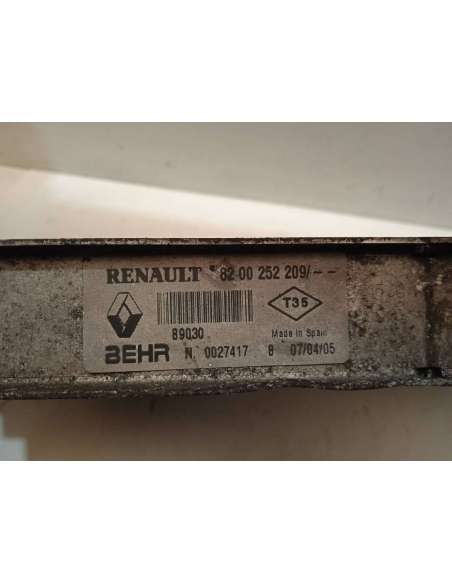 RENAULT 82 00 252 209/--
T35
89030
Made in Spain
BEHR N. 0027417 8 07/04/05